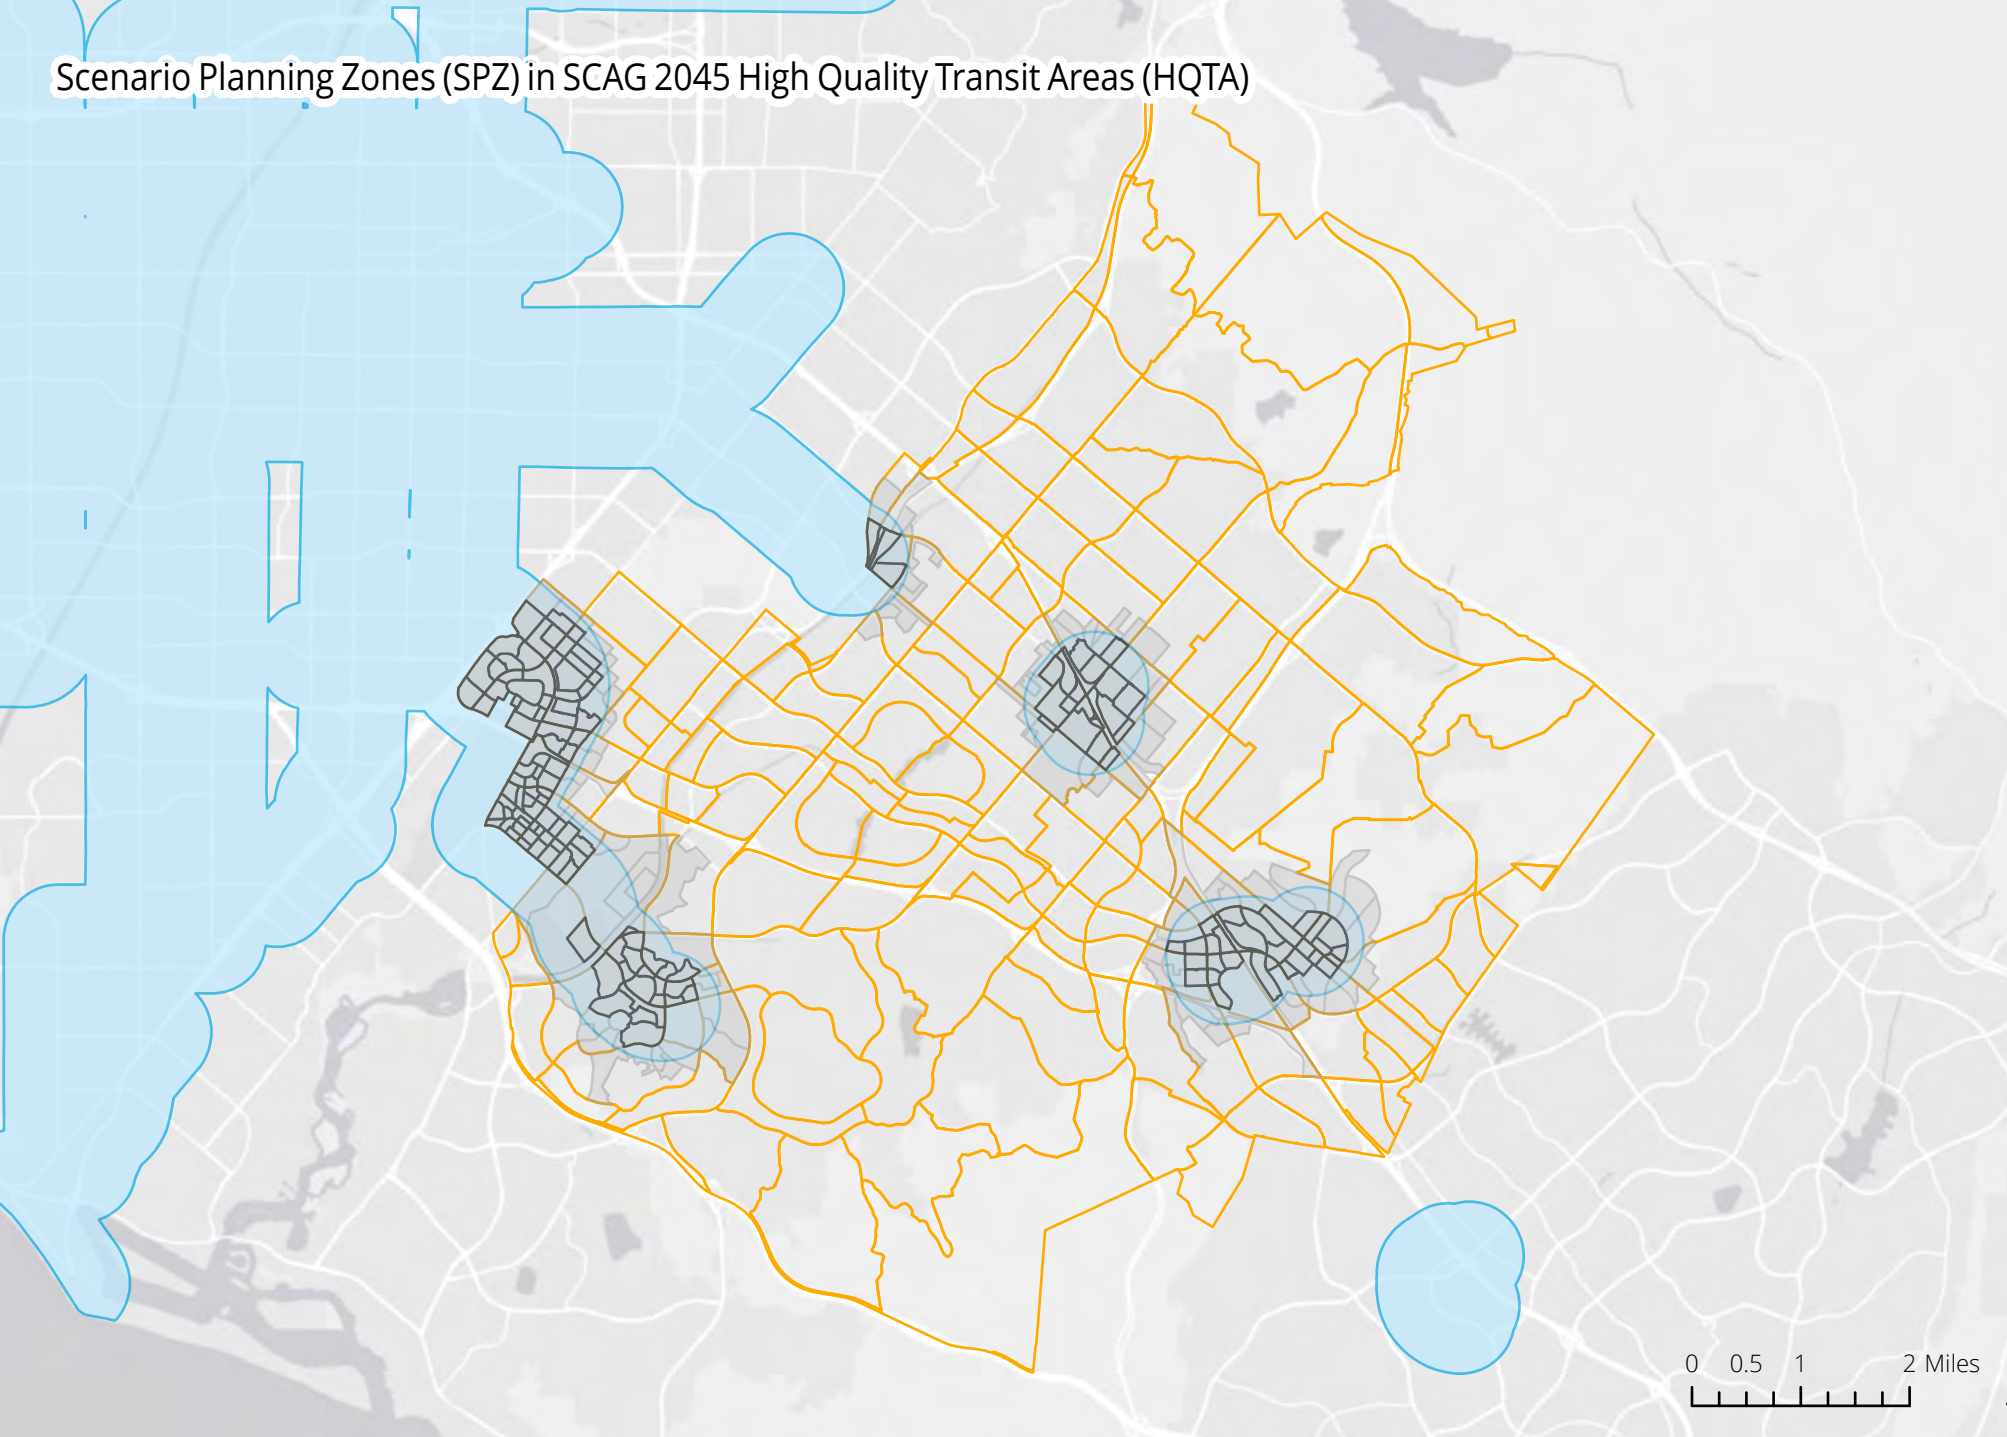 Scenario Planning Zones (SPZ) in SCAG 2045 High Quality Transit Areas (HQTA)
0 0.5 1 2 Miles